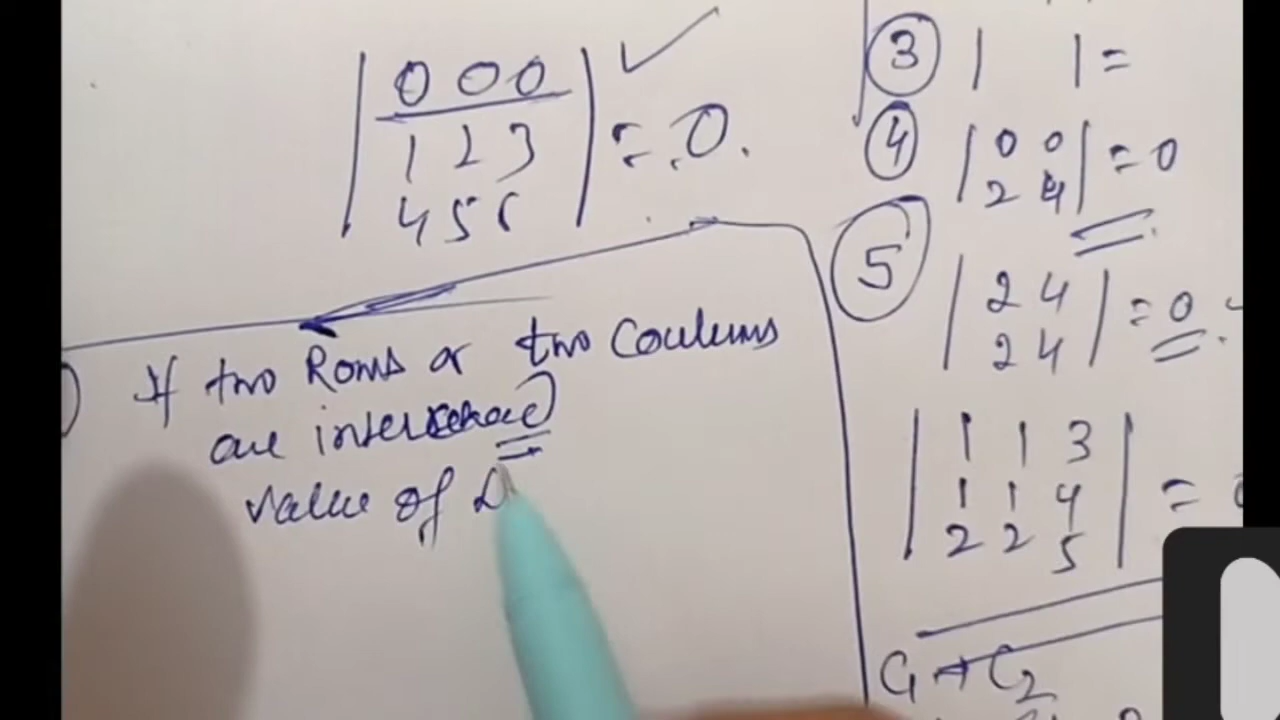 | 0 0 0 |
| 1 2 3 | = 0.
| 4 5 6 |
If two Rows or two Coulums
are interchace
value of D
③ | | =
④ | 0 0 | = 0
| 2 4 |
⑤
| 2 4 | = 0
| 2 4 |
| 1 1 3 |
| 1 1 4 | =
| 2 2 5 |
C₁ → C₂